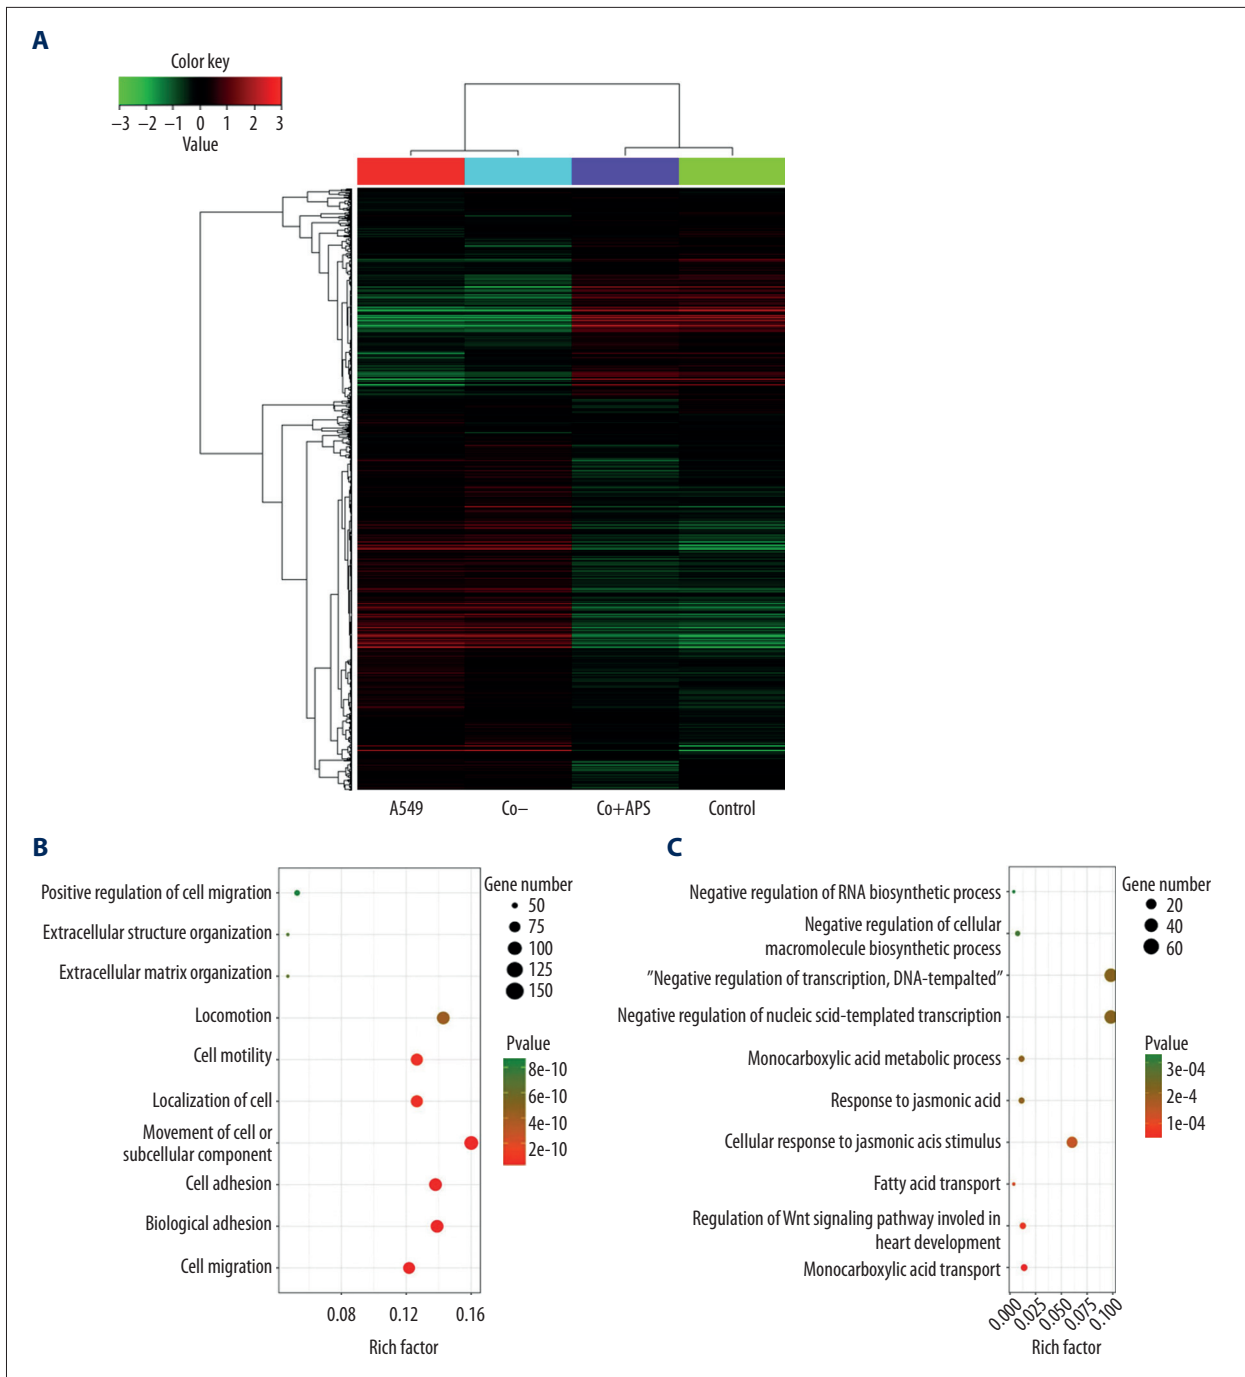 A
Color key
–3 –2 –1 0 1 2 3
Value
A549 Co– Co+APS Control
B
Positive regulation of cell migration
Extracellular structure organization
Extracellular matrix organization
Locomotion
Cell motility
Localization of cell
Movement of cell or
subcellular component
Cell adhesion
Biological adhesion
Cell migration
0.08 0.12 0.16
Rich factor
Gene number
50
75
100
125
150
Pvalue
8e-10
6e-10
4e-10
2e-10
C
Negative regulation of RNA biosynthetic process
Negative regulation of cellular
macromolecule biosynthetic process
”Negative regulation of transcription, DNA-tempalted”
Negative regulation of nucleic scid-templated transcription
Monocarboxylic acid metabolic process
Response to jasmonic acid
Cellular response to jasmonic acis stimulus
Fatty acid transport
Regulation of Wnt signaling pathway involed in
heart development
Monocarboxylic acid transport
0.000 0.025 0.050 0.075 0.100
Rich factor
Gene number
20
40
60
Pvalue
3e-04
2e-4
1e-04